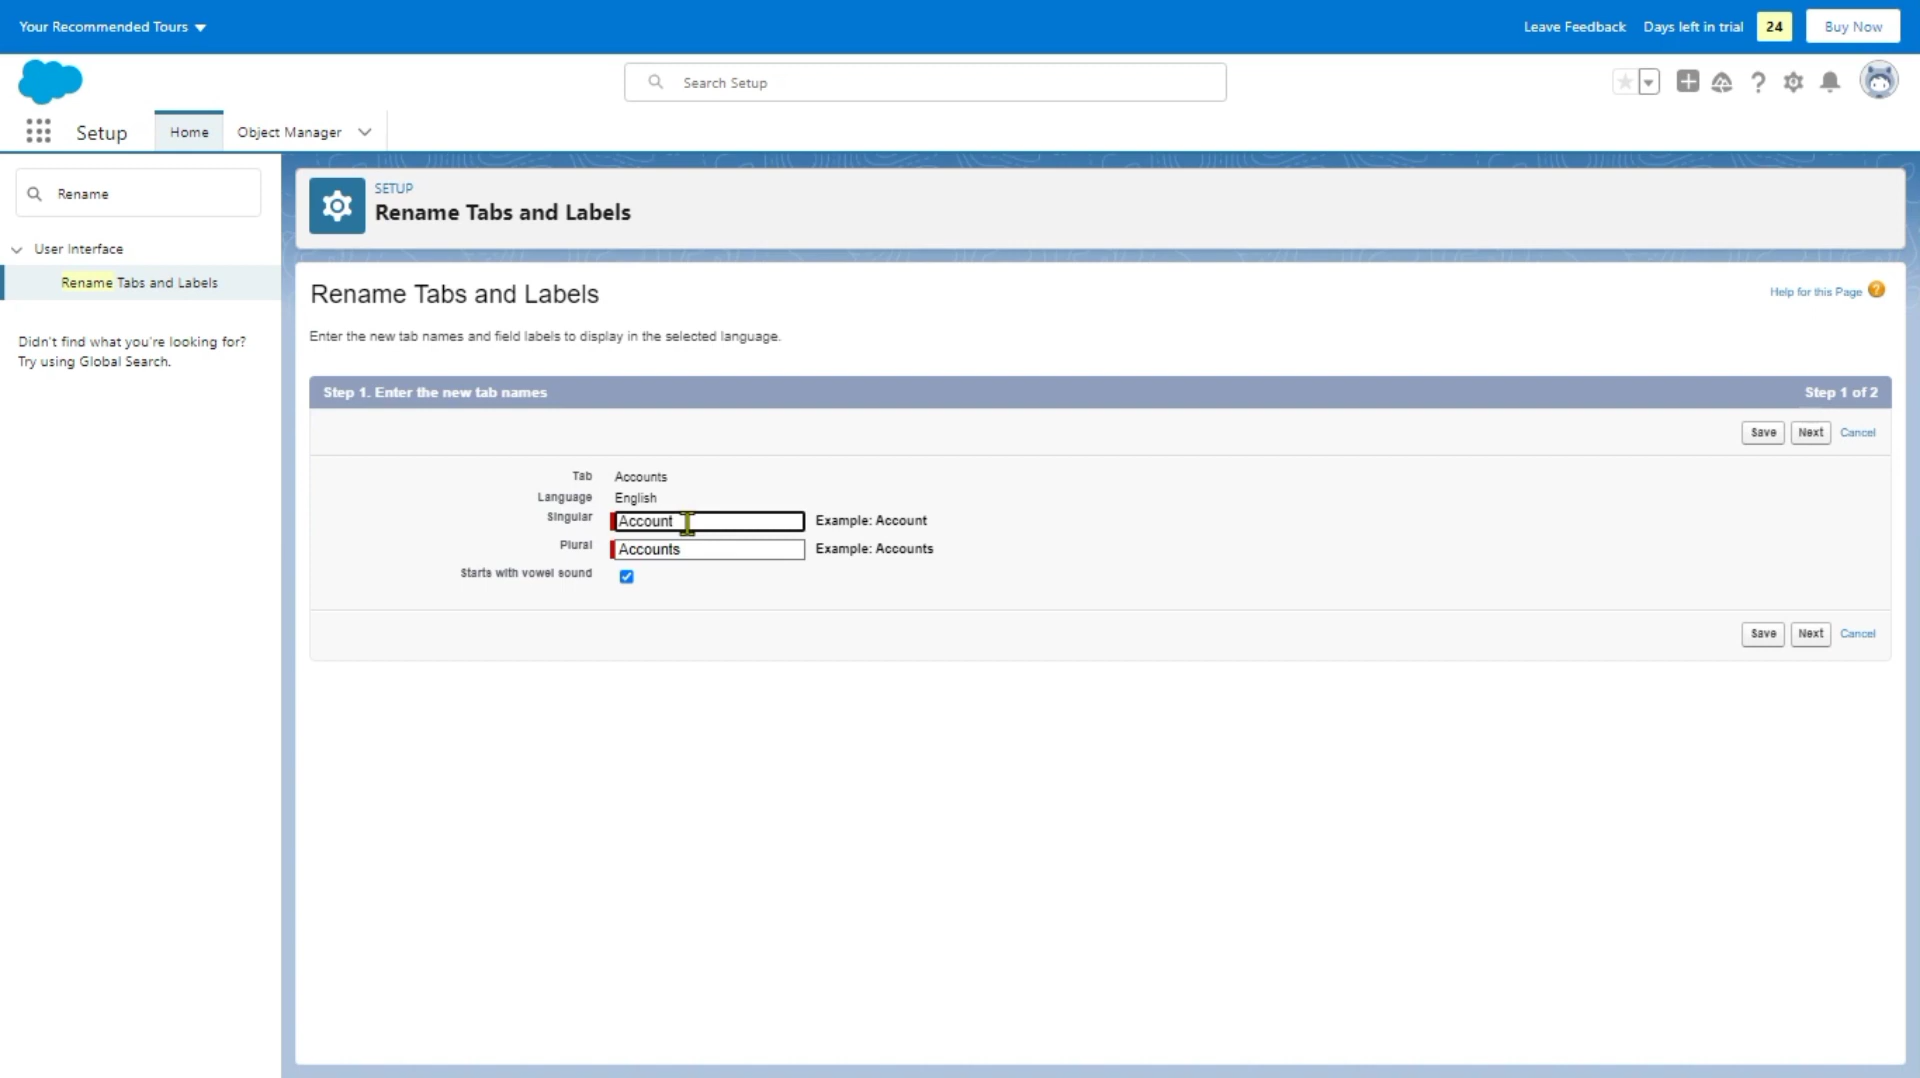 Your Recommended Tours
Leave Feedback
Days left in trial
24
Buy Now
Search Setup
Setup
Home
Object Manager
Rename
User Interface
Rename Tabs and Labels
Didn't find what you're looking for?
Try using Global Search.
SETUP
Rename Tabs and Labels
Rename Tabs and Labels
Help for this Page
Enter the new tab names and field labels to display in the selected language.
Step 1. Enter the new tab names
Step 1 of 2
Save
Next
Cancel
Tab Accounts
Language English
Singular Account Example: Account
Plural Accounts Example: Accounts
Starts with vowel sound
Save
Next
Cancel